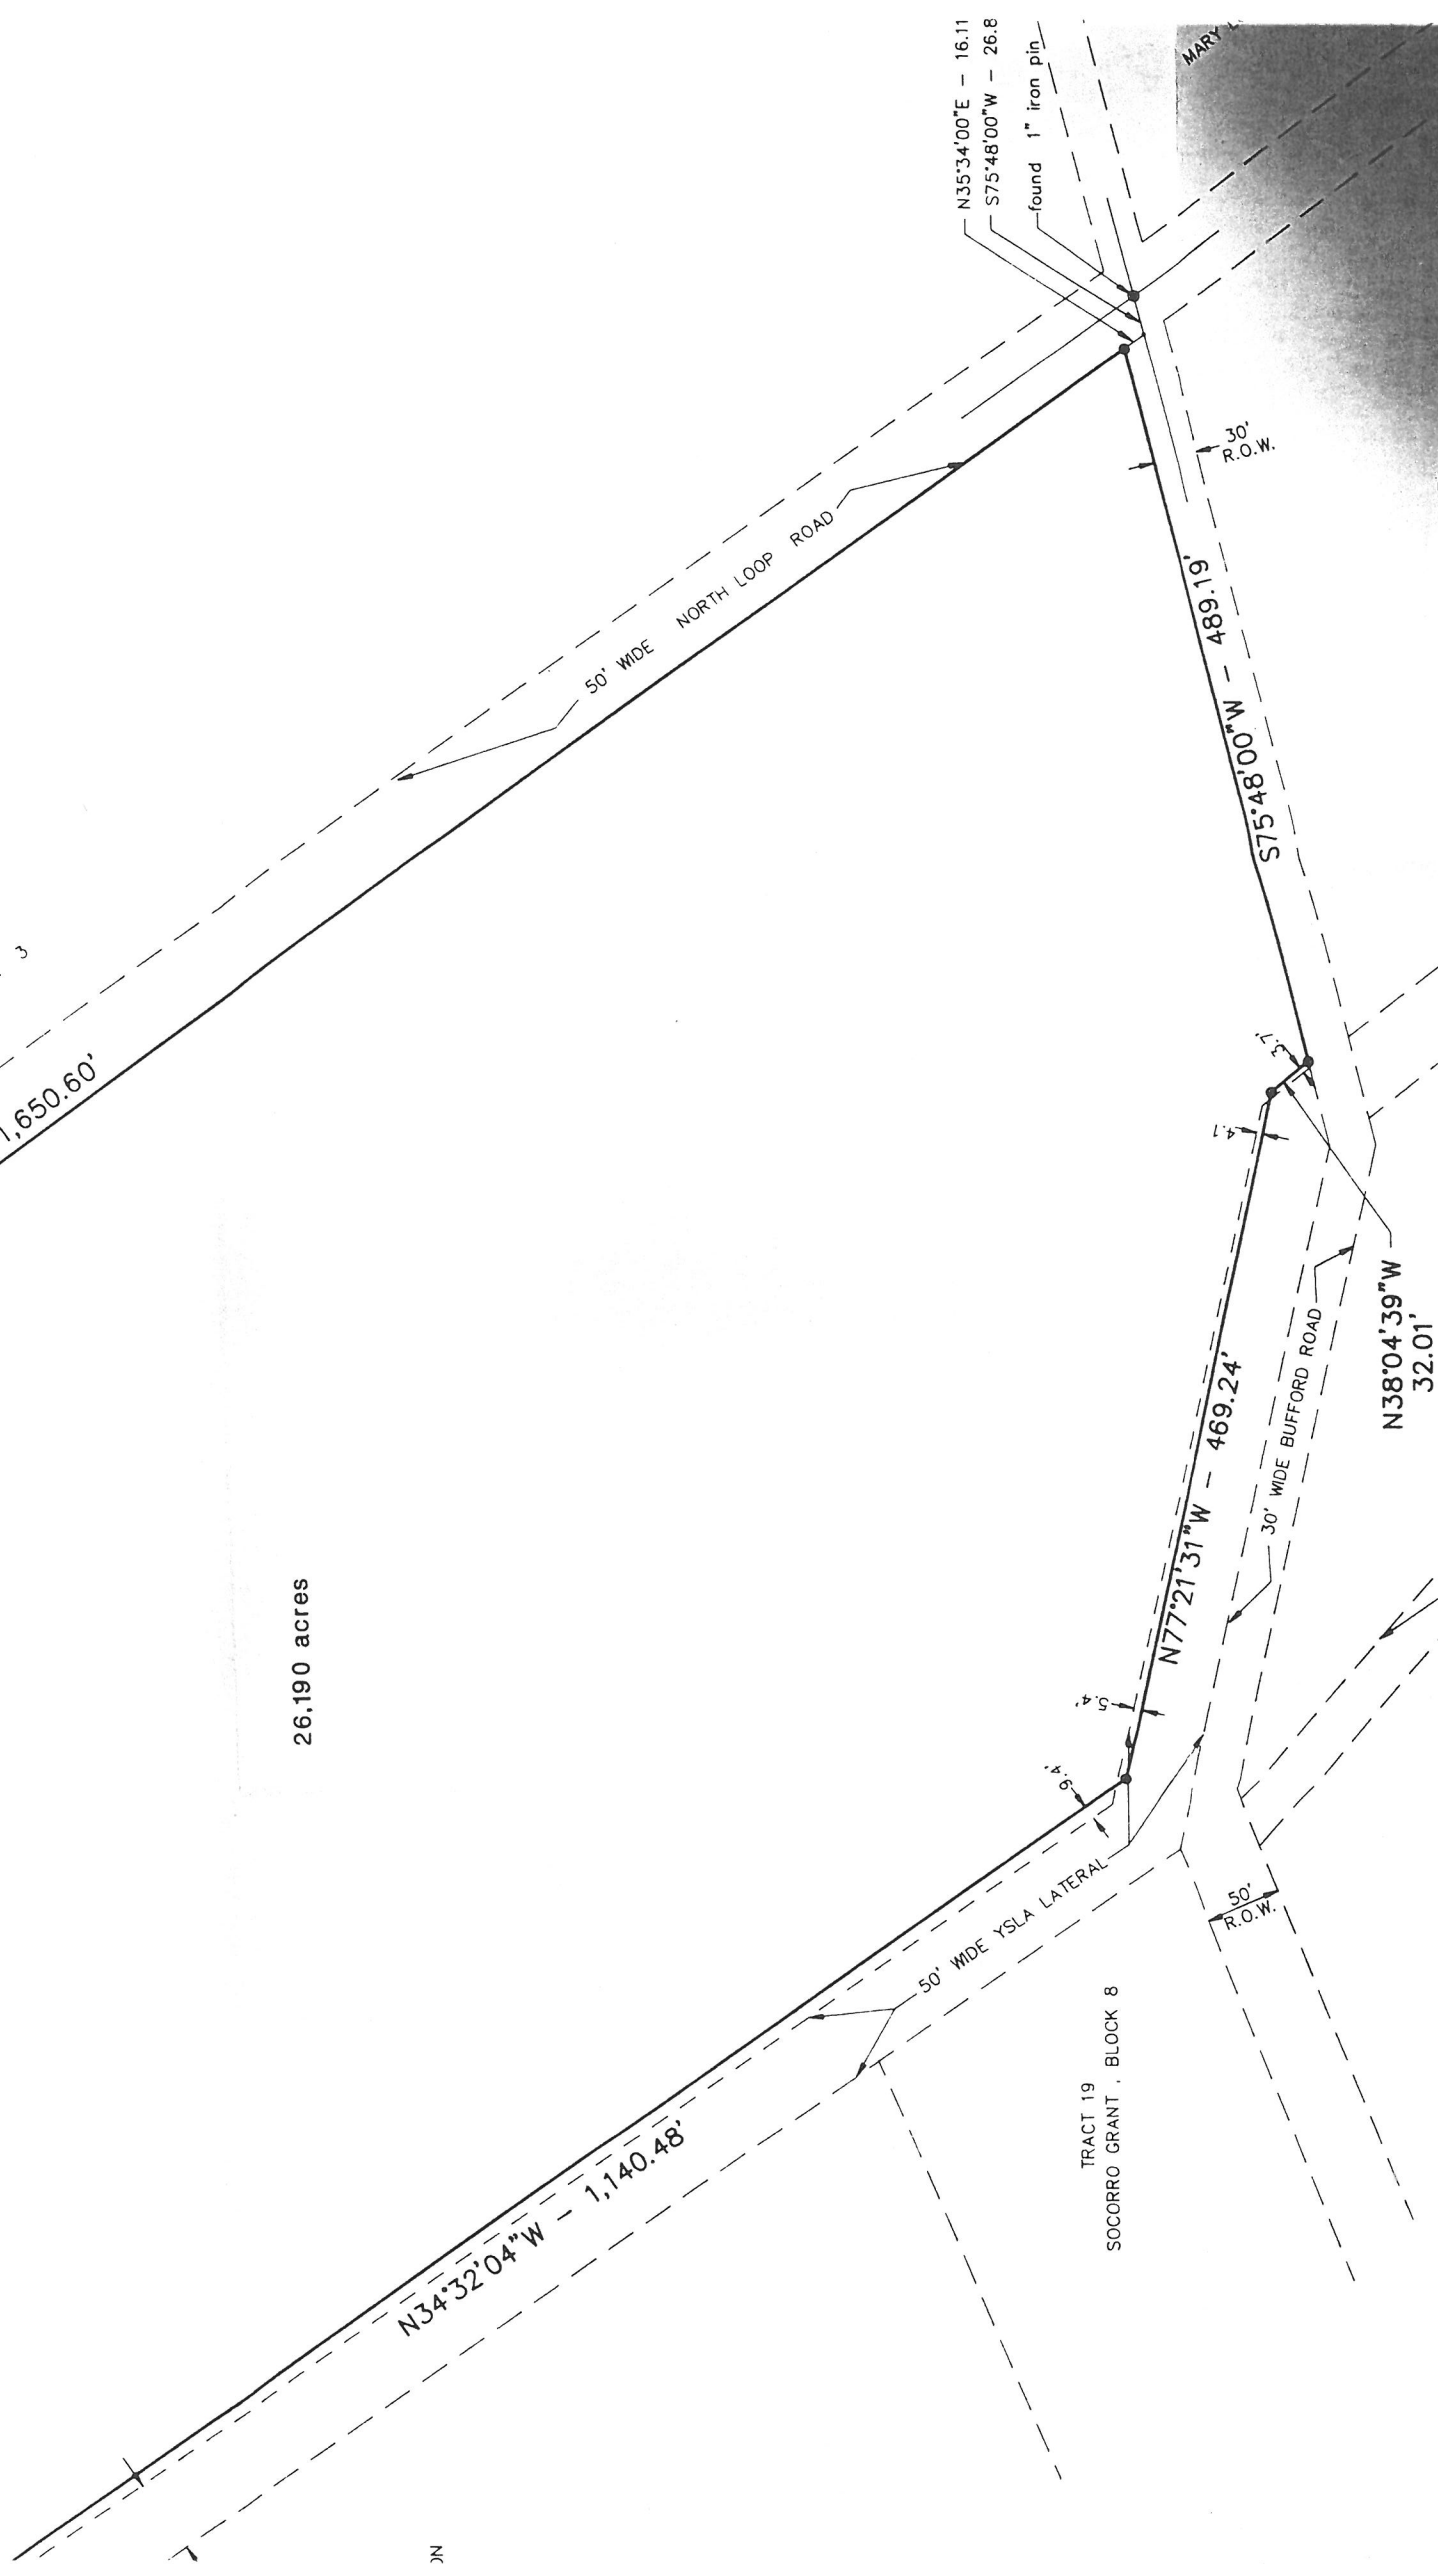 N35°34'00"E - 16.11
S75°48'00"W - 26.8
found 1" iron pin
MARY
30'
R.O.W.
50' WIDE NORTH LOOP ROAD
3
1,650.60'
S75°48'00"W - 489.19'
3.7'
4.1
N38°04'39"W
32.01'
30' WIDE BUFFORD ROAD
N77°21'31"W - 469.24'
26.190 acres
5.4'
9.4'
50' WIDE YSLA LATERAL
50'
R.O.W.
TRACT 19
SOCORRO GRANT , BLOCK 8
N34°32'04"W - 1,140.48'
ON